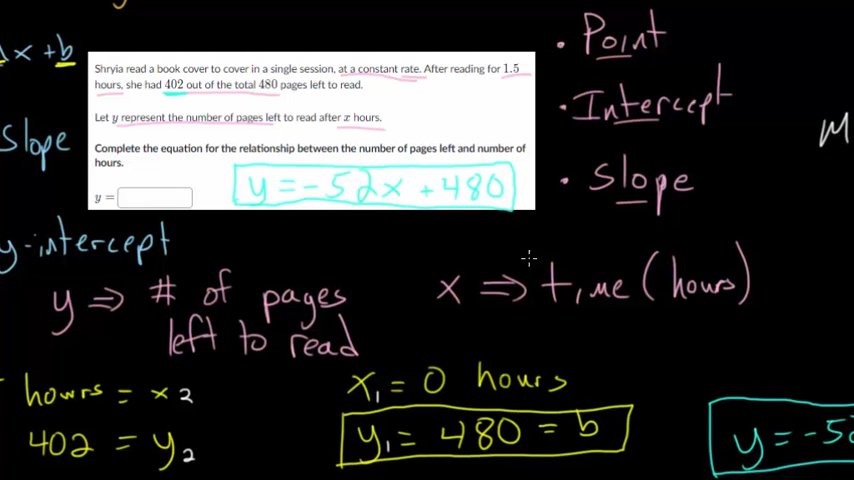 x + b
Shryia read a book cover to cover in a single session, at a constant rate. After reading for 1.5
hours, she had 402 out of the total 480 pages left to read.
Let y represent the number of pages left to read after x hours.
Complete the equation for the relationship between the number of pages left and number of
hours.
y =
y = -52x + 480
• Point
• Intercept
• Slope
M
Slope
y-intercept
y ⇒ # of pages
left to read
x ⇒ time (hours)
hours = x2
402 = y2
x1 = 0 hours
y1 = 480 = b
y = -5